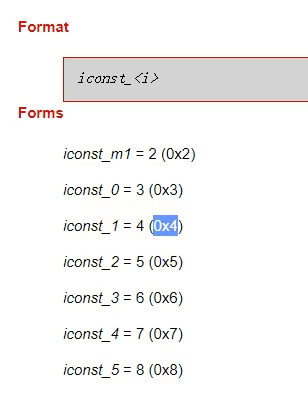 Format
iconst_<i>
Forms
iconst_m1 = 2 (0x2)
iconst_0 = 3 (0x3)
iconst_1 = 4 (0x4)
iconst_2 = 5 (0x5)
iconst_3 = 6 (0x6)
iconst_4 = 7 (0x7)
iconst_5 = 8 (0x8)